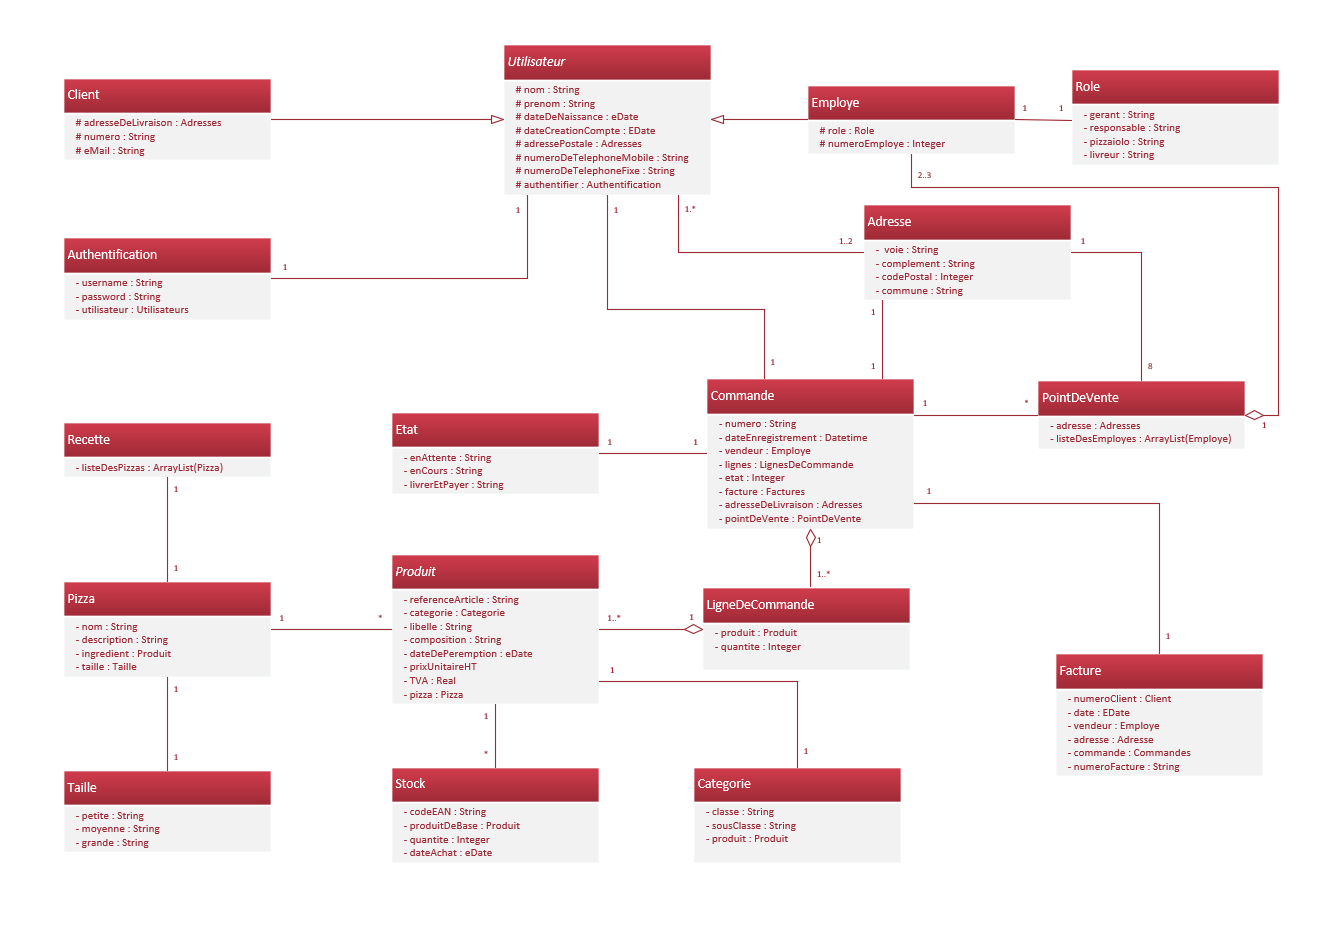 Utilisateur
# nom : String
# prenom : String
# dateDeNaissance : eDate
# dateCreationCompte : EDate
# adressePostale : Adresses
# numeroDeTelephoneMobile : String
# numeroDeTelephoneFixe : String
# authentifier : Authentification
Client
# adresseDeLivraison : Adresses
# numero : String
# eMail : String
Employe
# role : Role
# numeroEmploye : Integer
1
1
Role
- gerant : String
- responsable : String
- pizzaiolo : String
- livreur : String
2..3
1
1
1.*
Adresse
- voie : String
- complement : String
- codePostal : Integer
- commune : String
1..2
1
Authentification
- username : String
- password : String
- utilisateur : Utilisateurs
1
1
1
1
8
Commande
- numero : String
- dateEnregistrement : Datetime
- vendeur : Employe
- lignes : LignesDeCommande
- etat : Integer
- facture : Factures
- adresseDeLivraison : Adresses
- pointDeVente : PointDeVente
1
*
PointDeVente
- adresse : Adresses
- listeDesEmployes : ArrayList(Employe)
1
Etat
- enAttente : String
- enCours : String
- livrerEtPayer : String
1
1
Recette
- listeDesPizzas : ArrayList(Pizza)
1
1
1
1
1..*
Produit
- referenceArticle : String
- categorie : Categorie
- libelle : String
- composition : String
- dateDePeremption : eDate
- prixUnitaireHT
- TVA : Real
- pizza : Pizza
Pizza
- nom : String
- description : String
- ingredient : Produit
- taille : Taille
1
*
1..*
1
LigneDeCommande
- produit : Produit
- quantite : Integer
1
Facture
- numeroClient : Client
- date : EDate
- vendeur : Employe
- adresse : Adresse
- commande : Commandes
- numeroFacture : String
1
1
1
1
*
1
Taille
- petite : String
- moyenne : String
- grande : String
Stock
- codeEAN : String
- produitDeBase : Produit
- quantite : Integer
- dateAchat : eDate
Categorie
- classe : String
- sousClasse : String
- produit : Produit